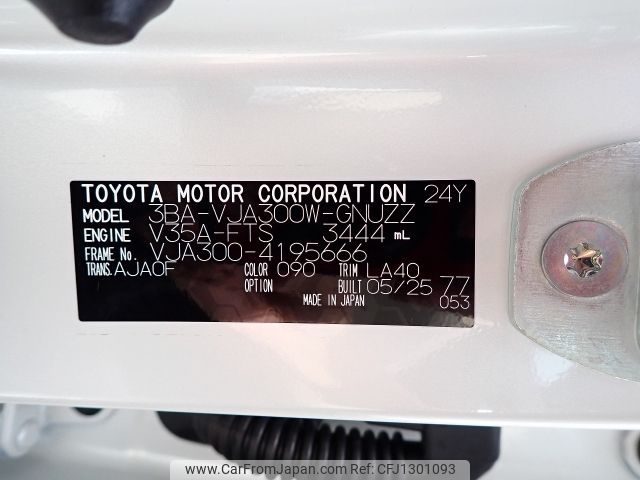 TOYOTA MOTOR CORPORATION 24Y
MODEL 3BA-VJA300W-GNUZZ
ENGINE V35A-FTS 3444 mL
FRAME No. VJA300-4195666
TRANS. AJA0F COLOR 090 TRIM LA40
OPTION BUILT 05/25 77
MADE IN JAPAN 053
www.CarFromJapan.com - Ref No. CFJ1301093